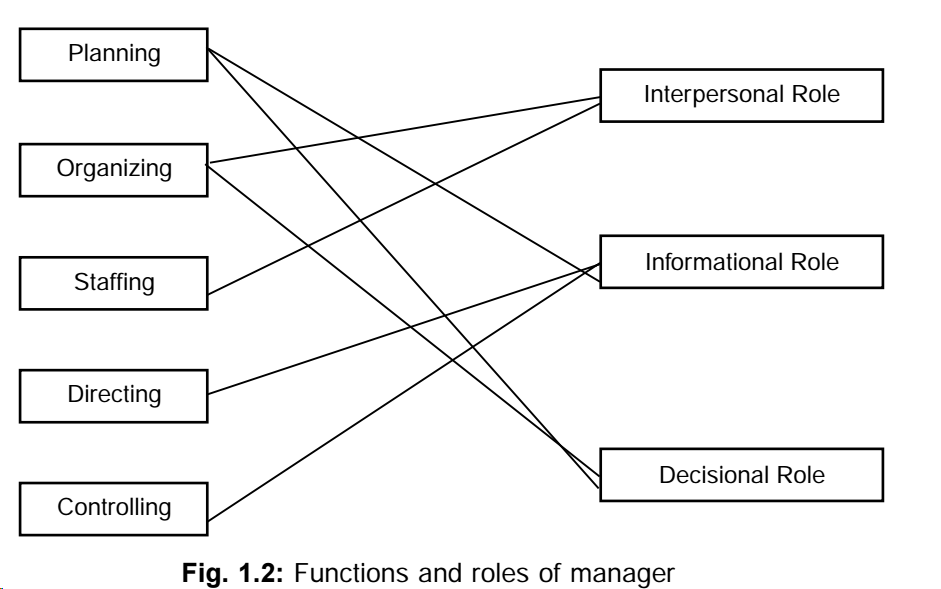 Planning
Organizing
Staffing
Directing
Controlling
Interpersonal Role
Informational Role
Decisional Role
Fig. 1.2: Functions and roles of manager